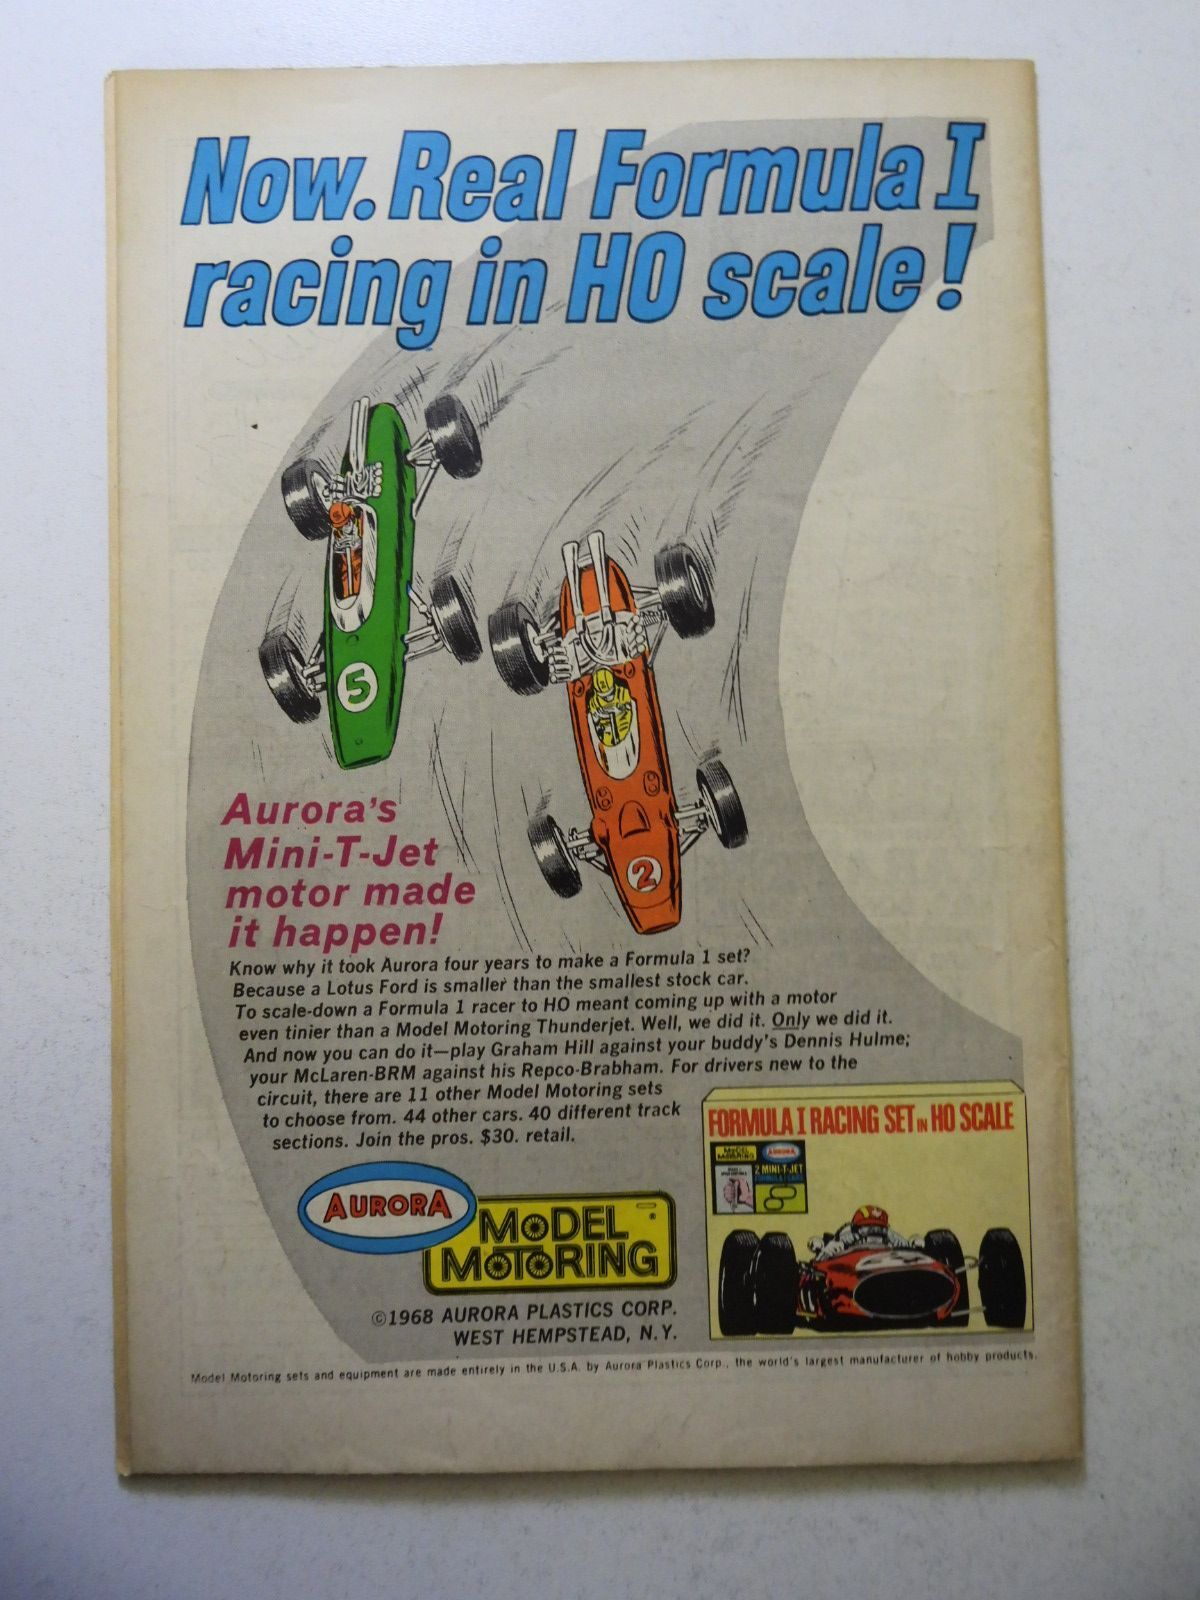 Now. Real Formula I
racing in HO scale!
5
2
Aurora's
Mini-T-Jet
motor made
it happen!
Know why it took Aurora four years to make a Formula 1 set?
Because a Lotus Ford is smaller than the smallest stock car.
To scale-down a Formula 1 racer to HO meant coming up with a motor
even tinier than a Model Motoring Thunderjet. Well, we did it. Only we did it.
And now you can do it—play Graham Hill against your buddy's Dennis Hulme;
your McLaren-BRM against his Repco-Brabham. For drivers new to the
circuit, there are 11 other Model Motoring sets
to choose from. 44 other cars. 40 different track
sections. Join the pros. $30. retail.
FORMULA I RACING SET IN HO SCALE
MODEL
MOTORING
AURORA
2 MINI-T-JET
FORMULA I CARS
AURORA
MODEL
MOTORING
®
©1968 AURORA PLASTICS CORP.
WEST HEMPSTEAD, N.Y.
Model Motoring sets and equipment are made entirely in the U.S.A. by Aurora Plastics Corp., the world's largest manufacturer of hobby products.